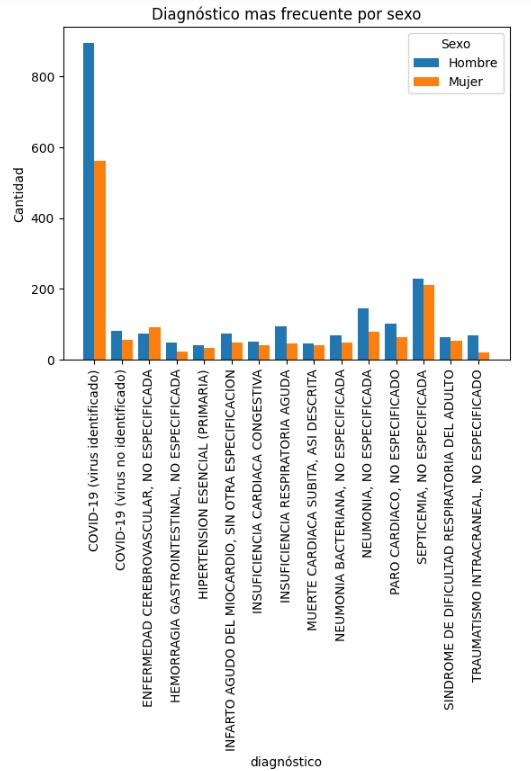 Diagnóstico mas frecuente por sexo
Sexo
Hombre
Mujer
Cantidad
800
600
400
200
0
COVID-19 (virus identificado)
COVID-19 (virus no identificado)
ENFERMEDAD CEREBROVASCULAR, NO ESPECIFICADA
HEMORRAGIA GASTROINTESTINAL, NO ESPECIFICADA
HIPERTENSION ESENCIAL (PRIMARIA)
INFARTO AGUDO DEL MIOCARDIO, SIN OTRA ESPECIFICACION
INSUFICIENCIA CARDIACA CONGESTIVA
INSUFICIENCIA RESPIRATORIA AGUDA
MUERTE CARDIACA SUBITA, ASI DESCRITA
NEUMONIA BACTERIANA, NO ESPECIFICADA
NEUMONIA, NO ESPECIFICADA
PARO CARDIACO, NO ESPECIFICADO
SEPTICEMIA, NO ESPECIFICADA
SINDROME DE DIFICULTAD RESPIRATORIA DEL ADULTO
TRAUMATISMO INTRACRANEAL, NO ESPECIFICADO
diagnóstico